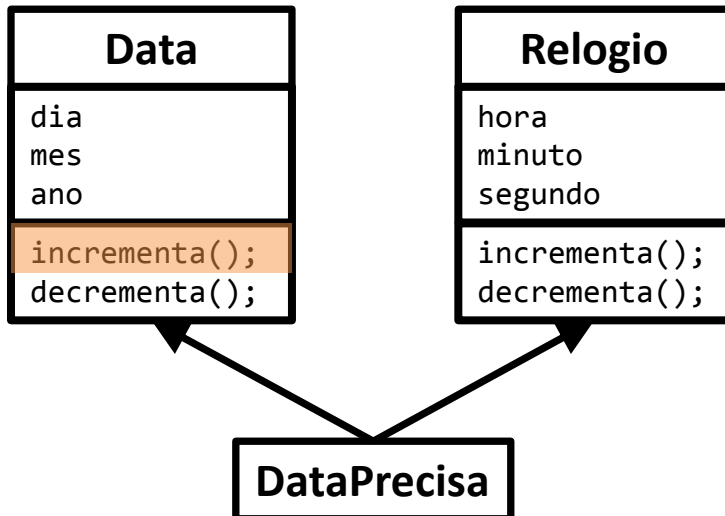 Data
dia
mes
ano
incrementa();
decrementa();
Relogio
hora
minuto
segundo
incrementa();
decrementa();
DataPrecisa